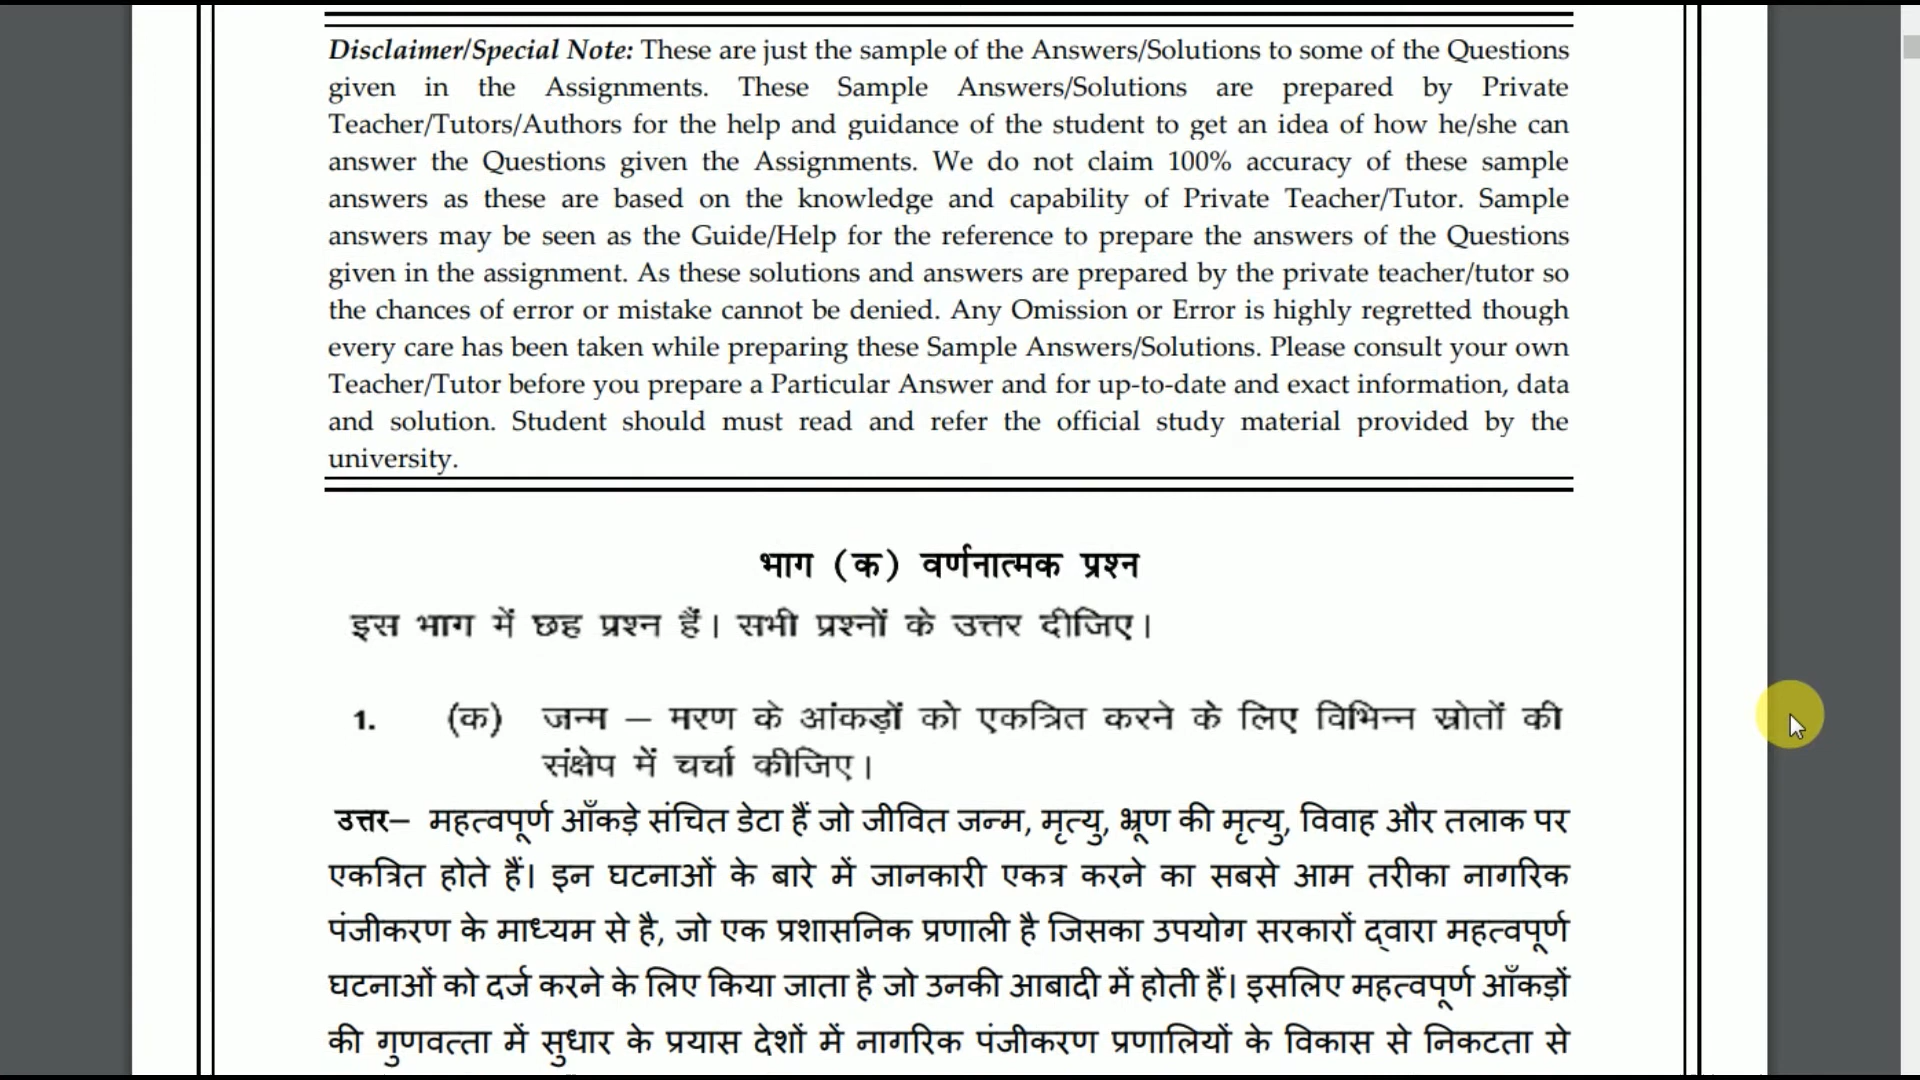 Disclaimer/Special Note: These are just the sample of the Answers/Solutions to some of the Questions
given in the Assignments. These Sample Answers/Solutions are prepared by Private
Teacher/Tutors/Authors for the help and guidance of the student to get an idea of how he/she can
answer the Questions given the Assignments. We do not claim 100% accuracy of these sample
answers as these are based on the knowledge and capability of Private Teacher/Tutor. Sample
answers may be seen as the Guide/Help for the reference to prepare the answers of the Questions
given in the assignment. As these solutions and answers are prepared by the private teacher/tutor so
the chances of error or mistake cannot be denied. Any Omission or Error is highly regretted though
every care has been taken while preparing these Sample Answers/Solutions. Please consult your own
Teacher/Tutor before you prepare a Particular Answer and for up-to-date and exact information, data
and solution. Student should must read and refer the official study material provided by the
university.
भाग (क) वर्णनात्मक प्रश्न
इस भाग में छह प्रश्न हैं। सभी प्रश्नों के उत्तर दीजिए।
1. (क) जन्म – मरण के आंकड़ों को एकत्रित करने के लिए विभिन्न स्रोतों की
संक्षेप में चर्चा कीजिए।
उत्तर– महत्वपूर्ण आँकड़े संचित डेटा हैं जो जीवित जन्म, मृत्यु, भ्रूण की मृत्यु, विवाह और तलाक पर
एकत्रित होते हैं। इन घटनाओं के बारे में जानकारी एकत्र करने का सबसे आम तरीका नागरिक
पंजीकरण के माध्यम से है, जो एक प्रशासनिक प्रणाली है जिसका उपयोग सरकारों द्वारा महत्वपूर्ण
घटनाओं को दर्ज करने के लिए किया जाता है जो उनकी आबादी में होती हैं। इसलिए महत्वपूर्ण आँकड़ों
की गुणवत्ता में सुधार के प्रयास देशों में नागरिक पंजीकरण प्रणालियों के विकास से निकटता से